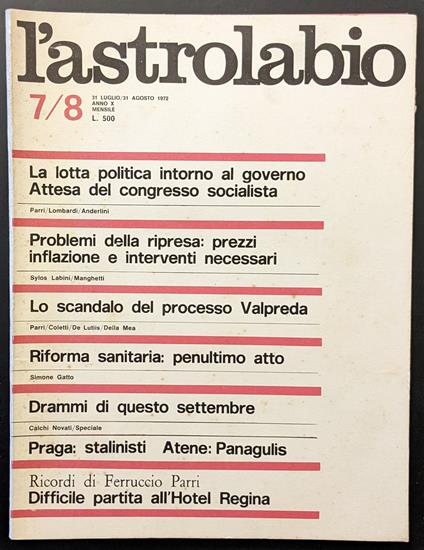 l'astrolabio
7/8
31 LUGLIO/31 AGOSTO 1972
ANNO X
MENSILE
L. 500
La lotta politica intorno al governo
Attesa del congresso socialista
Parri/Lombardi/Anderlini
Problemi della ripresa: prezzi
inflazione e interventi necessari
Sylos Labini/Manghetti
Lo scandalo del processo Valpreda
Parri/Coletti/De Lutiis/Della Mea
Riforma sanitaria: penultimo atto
Simone Gatto
Drammi di questo settembre
Calchi Novati/Speciale
Praga: stalinisti Atene: Panagulis
Ricordi di Ferruccio Parri
Difficile partita all'Hotel Regina